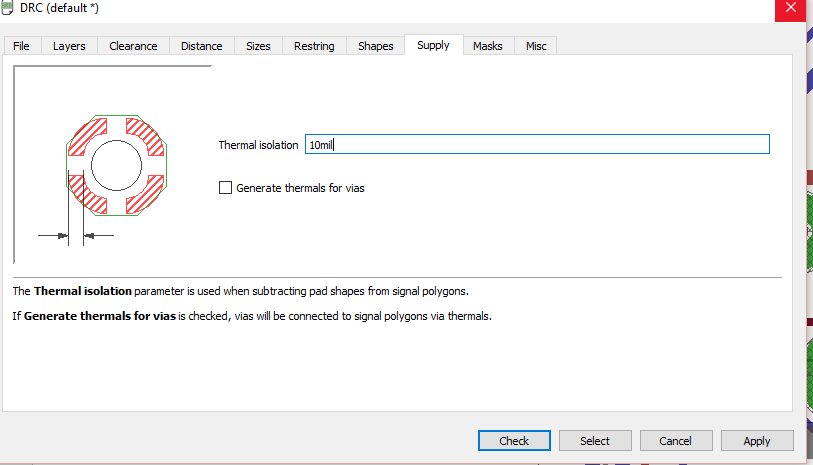 DRC (default *)
File Layers Clearance Distance Sizes Restring Shapes Supply Masks Misc
Thermal isolation 10mil
Generate thermals for vias
The Thermal isolation parameter is used when subtracting pad shapes from signal polygons.
If Generate thermals for vias is checked, vias will be connected to signal polygons via thermals.
Check Select Cancel Apply